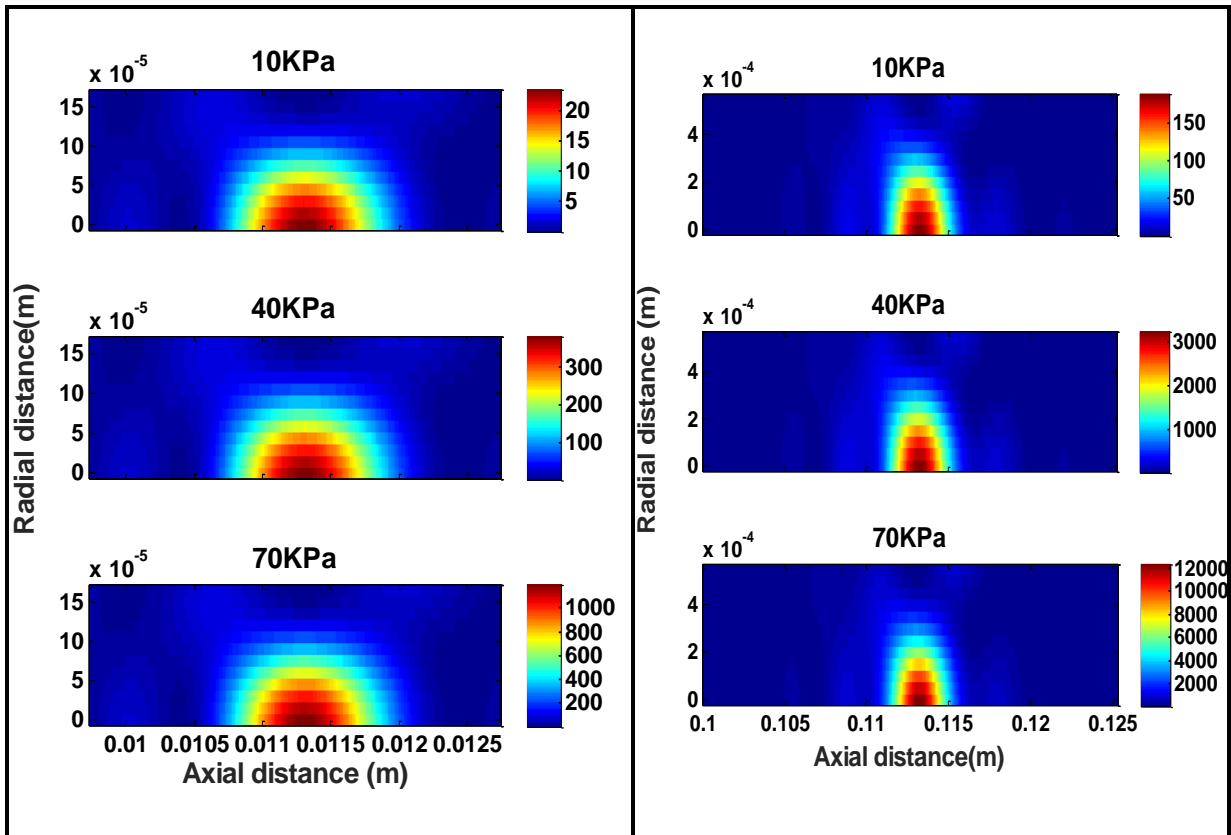 x 10-5
10KPa
15
10
5
0
20
15
10
5
x 10-5
40KPa
15
10
5
0
300
200
100
x 10-5
70KPa
15
10
5
0
1000
800
600
400
200
0.01 0.0105 0.011 0.0115 0.012 0.0125
Axial distance (m)
Radial distance(m)
x 10-4
10KPa
4
2
0
150
100
50
x 10-4
40KPa
4
2
0
3000
2000
1000
x 10-4
70KPa
4
2
0
12000
10000
8000
6000
4000
2000
0.1 0.105 0.11 0.115 0.12 0.125
Axial distance(m)
Radial distance (m)